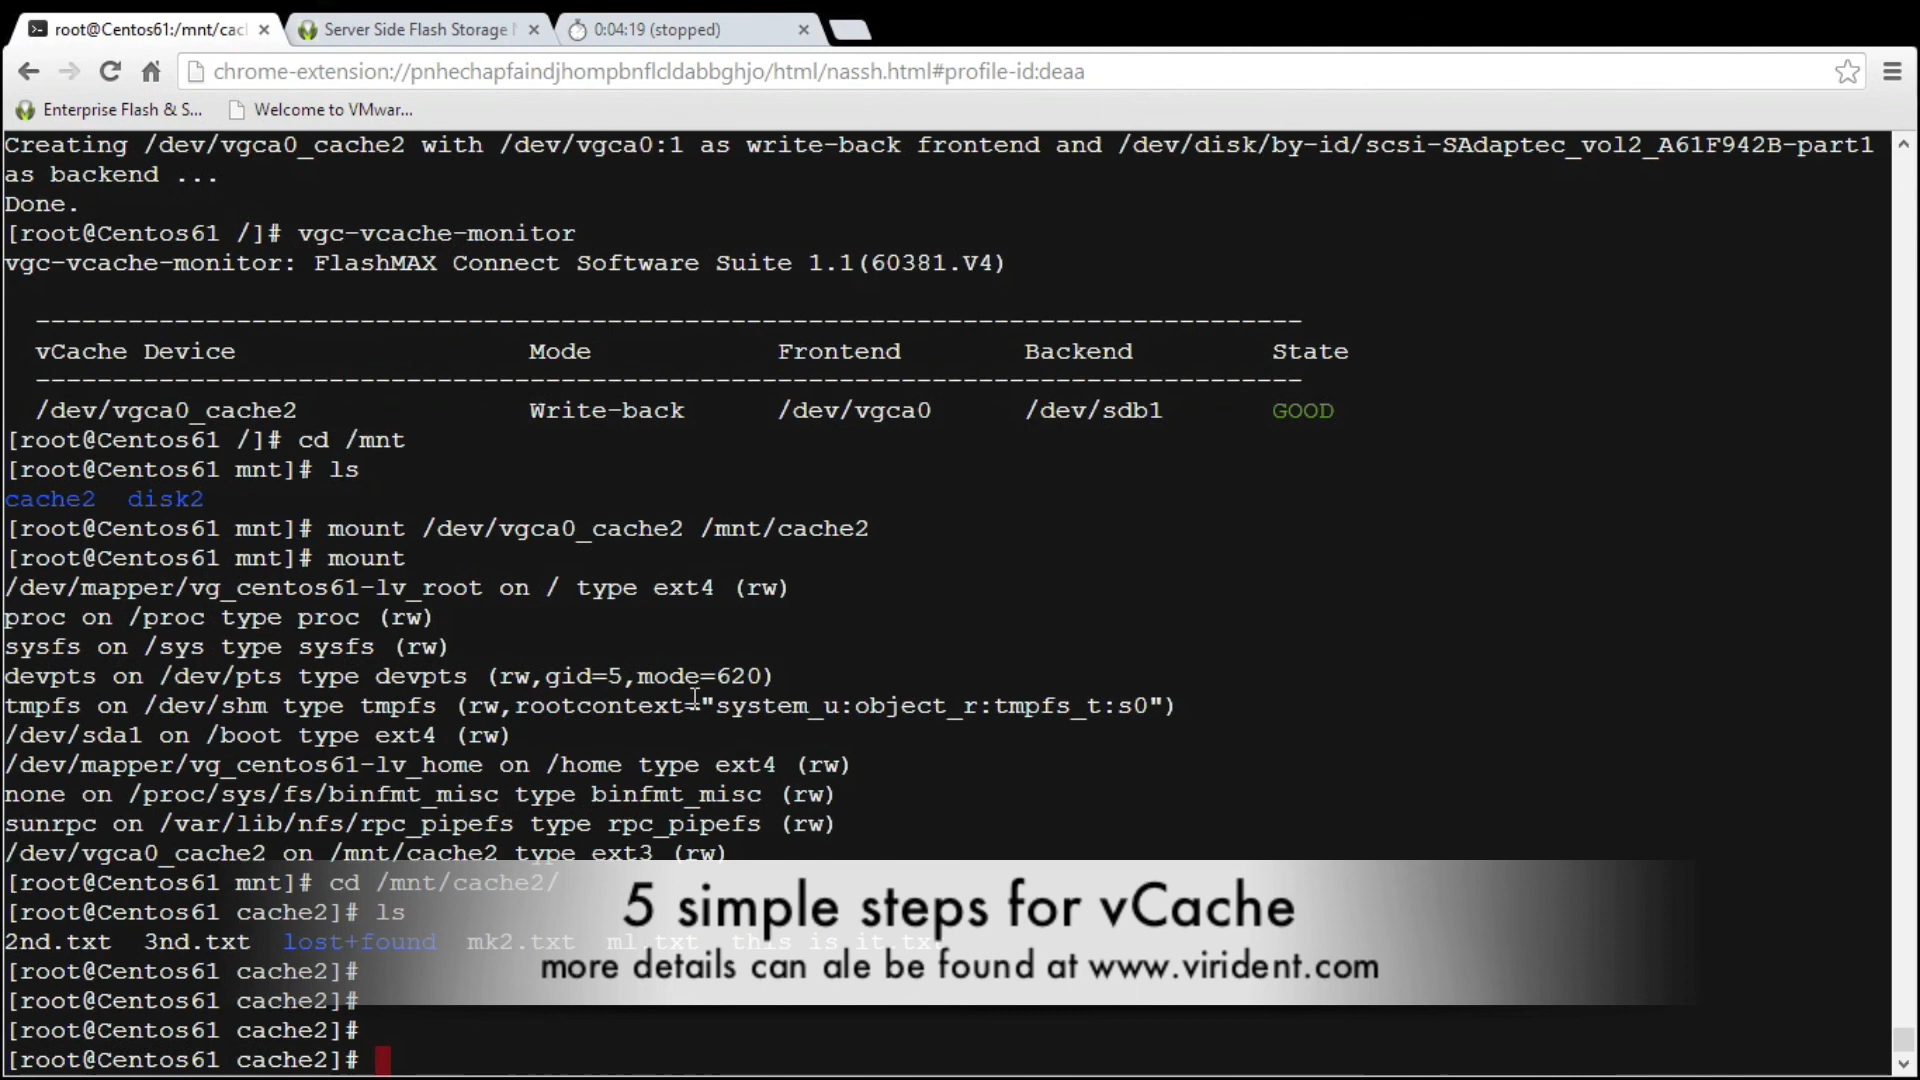 root@Centos61:/mnt/cac
Server Side Flash Storage
0:04:19 (stopped)
chrome-extension://pnhechapfaindjhompbnflcldabbghjo/html/nassh.html#profile-id:deaa
Enterprise Flash & S...
Welcome to VMwar...
Creating /dev/vgca0_cache2 with /dev/vgca0:1 as write-back frontend and /dev/disk/by-id/scsi-SAdaptec_vol2_A61F942B-part1
as backend ...
Done.
[root@Centos61 /]# vgc-vcache-monitor
vgc-vcache-monitor: FlashMAX Connect Software Suite 1.1(60381.V4)
----------------------------------------------------------------------------------
vCache Device Mode Frontend Backend State
----------------------------------------------------------------------------------
/dev/vgca0_cache2 Write-back /dev/vgca0 /dev/sdb1 GOOD
[root@Centos61 /]# cd /mnt
[root@Centos61 mnt]# ls
cache2 disk2
[root@Centos61 mnt]# mount /dev/vgca0_cache2 /mnt/cache2
[root@Centos61 mnt]# mount
/dev/mapper/vg_centos61-lv_root on / type ext4 (rw)
proc on /proc type proc (rw)
sysfs on /sys type sysfs (rw)
devpts on /dev/pts type devpts (rw,gid=5,mode=620)
tmpfs on /dev/shm type tmpfs (rw,rootcontext="system_u:object_r:tmpfs_t:s0")
/dev/sda1 on /boot type ext4 (rw)
/dev/mapper/vg_centos61-lv_home on /home type ext4 (rw)
none on /proc/sys/fs/binfmt_misc type binfmt_misc (rw)
sunrpc on /var/lib/nfs/rpc_pipefs type rpc_pipefs (rw)
/dev/vgca0_cache2 on /mnt/cache2 type ext3 (rw)
[root@Centos61 mnt]# cd /mnt/cache2/
[root@Centos61 cache2]# ls
5 simple steps for vCache
2nd.txt 3nd.txt lost+found mk2.txt ml.txt this is it.tx
more details can ale be found at www.virident.com
[root@Centos61 cache2]#
[root@Centos61 cache2]#
[root@Centos61 cache2]#
[root@Centos61 cache2]#